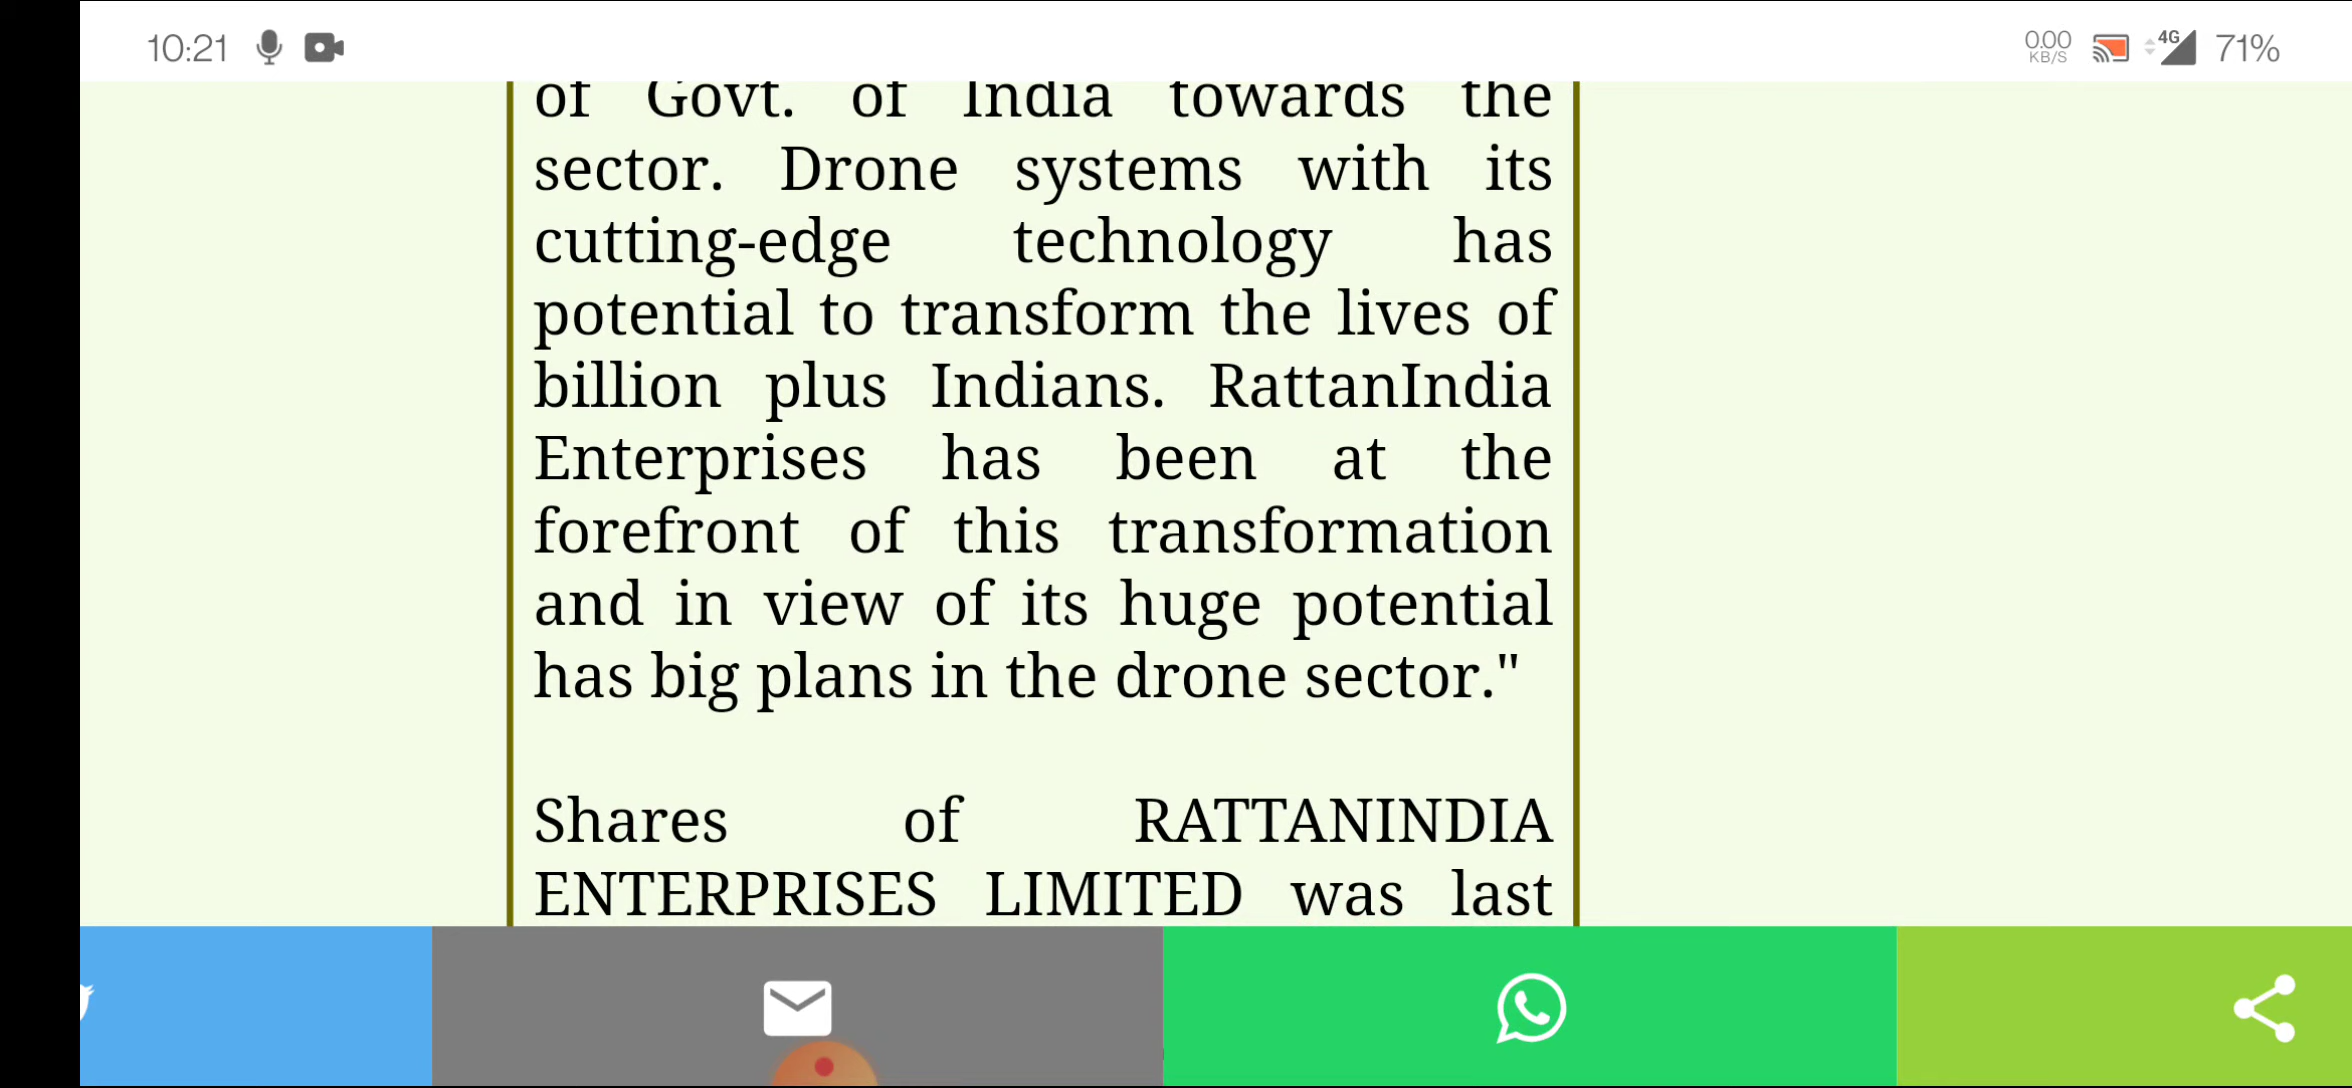 10:21
0.00
KB/S
4G
71%
of Govt. of India towards the
sector. Drone systems with its
cutting-edge technology has
potential to transform the lives of
billion plus Indians. RattanIndia
Enterprises has been at the
forefront of this transformation
and in view of its huge potential
has big plans in the drone sector."
Shares of RATTANINDIA
ENTERPRISES LIMITED was last